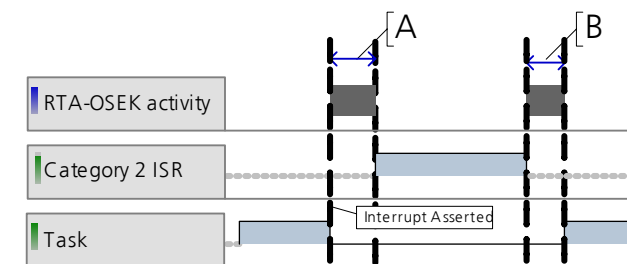 A
B
RTA-OSEK activity
Category 2 ISR
Interrupt Asserted
Task